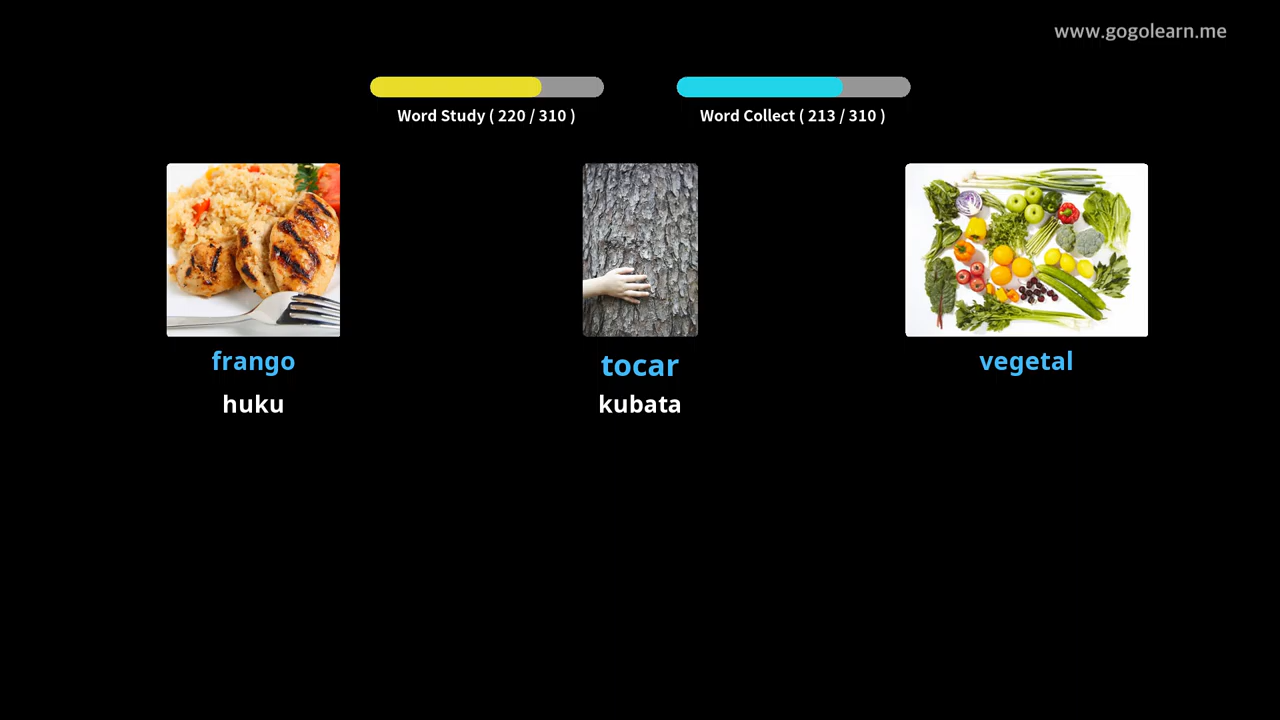 www.gogolearn.me
Word Study ( 220 / 310 )
Word Collect ( 213 / 310 )
frango
tocar
vegetal
huku
kubata